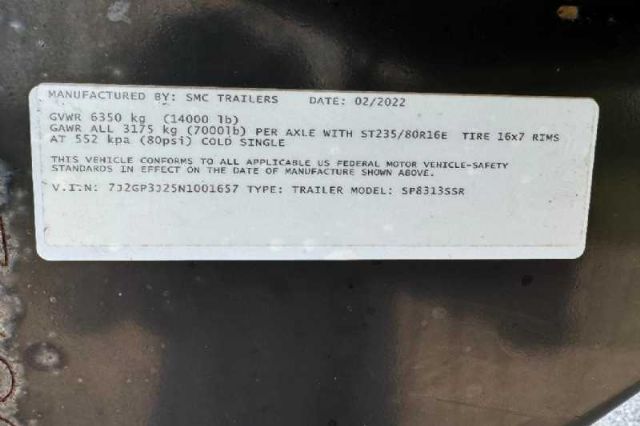 MANUFACTURED BY: SMC TRAILERS DATE: 02/2022
GVWR 6350 kg (14000 lb)
GAWR ALL 3175 kg (7000lb) PER AXLE WITH ST235/80R16E TIRE 16x7 RIMS
AT 552 kpa (80psi) COLD SINGLE
THIS VEHICLE CONFORMS TO ALL APPLICABLE US FEDERAL MOTOR VEHICLE-SAFETY
STANDARDS IN EFFECT ON THE DATE OF MANUFACTURE SHOWN ABOVE.
V.I.N: 7J2GP3J25N1001657 TYPE: TRAILER MODEL: SP8313SSR